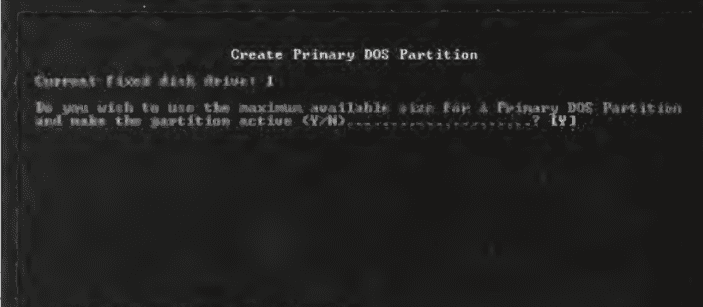 Create Primary DOS Partition
Current fixed disk drive: 1
Do you wish to use the maximum available size for a Primary DOS Partition
and make the partition active (Y/N).......................? [Y]